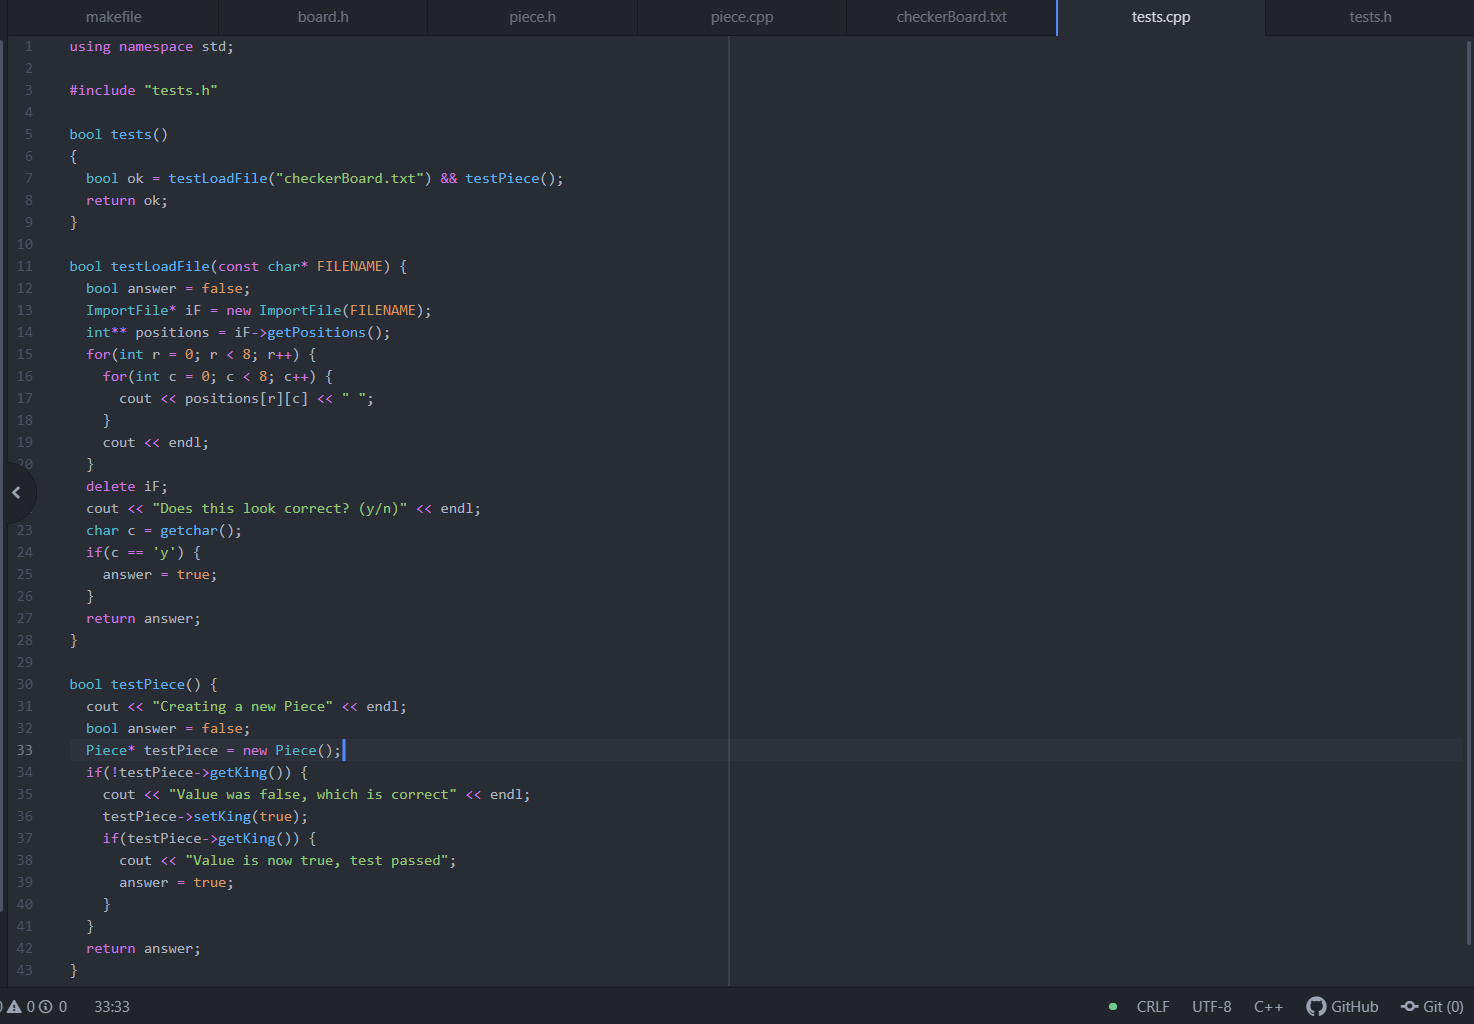 makefile board.h piece.h piece.cpp checkerBoard.txt tests.cpp tests.h
1 using namespace std;
2
3 #include "tests.h"
4
5 bool tests()
6 {
7 bool ok = testLoadFile("checkerBoard.txt") && testPiece();
8 return ok;
9 }
10
11 bool testLoadFile(const char* FILENAME) {
12 bool answer = false;
13 ImportFile* iF = new ImportFile(FILENAME);
14 int** positions = iF->getPositions();
15 for(int r = 0; r < 8; r++) {
16 for(int c = 0; c < 8; c++) {
17 cout << positions[r][c] << " ";
18 }
19 cout << endl;
20 }
delete iF;
cout << "Does this look correct? (y/n)" << endl;
23 char c = getchar();
24 if(c == 'y') {
25 answer = true;
26 }
27 return answer;
28 }
29
30 bool testPiece() {
31 cout << "Creating a new Piece" << endl;
32 bool answer = false;
33 Piece* testPiece = new Piece();
34 if(!testPiece->getKing()) {
35 cout << "Value was false, which is correct" << endl;
36 testPiece->setKing(true);
37 if(testPiece->getKing()) {
38 cout << "Value is now true, test passed";
39 answer = true;
40 }
41 }
42 return answer;
43 }
0 0 33:33 CRLF UTF-8 C++ GitHub Git (0)